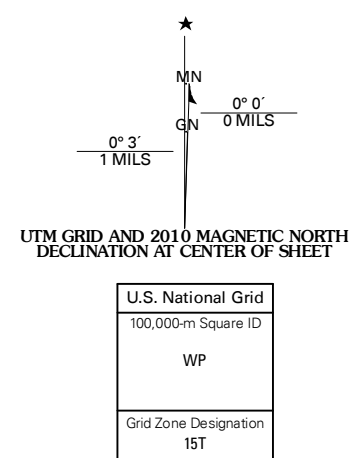 ★
MN
GN
0° 3´
1 MILS
0° 0´
0 MILS
UTM GRID AND 2010 MAGNETIC NORTH
DECLINATION AT CENTER OF SHEET
U.S. National Grid
100,000-m Square ID
WP
Grid Zone Designation
15T